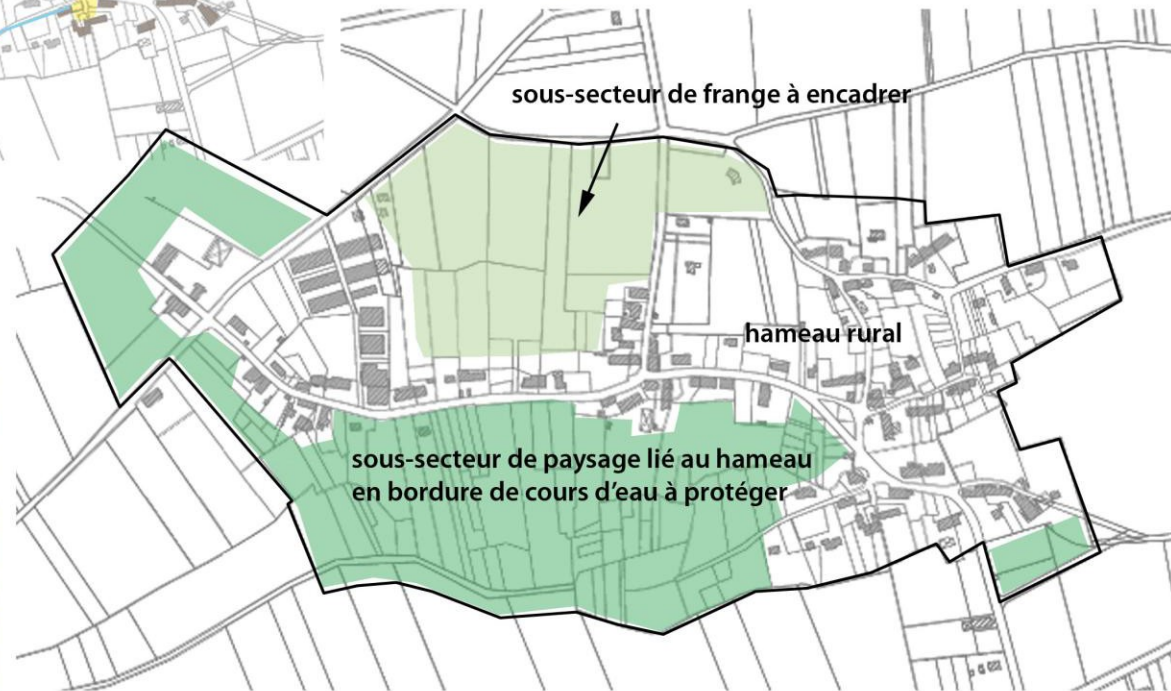 sous-secteur de frange à encadrer
hameau rural
sous-secteur de paysage lié au hameau
en bordure de cours d'eau à protéger